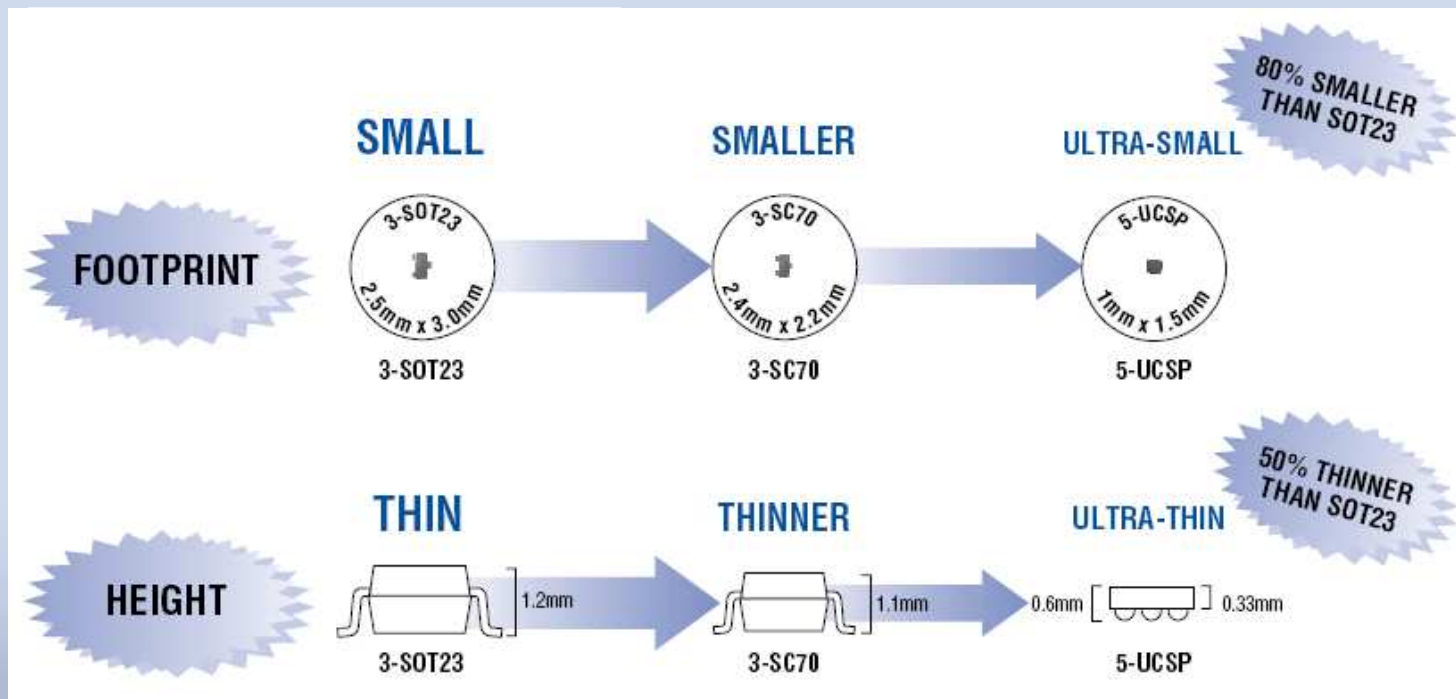 80% SMALLER
THAN SOT23
SMALL
SMALLER
ULTRA-SMALL
FOOTPRINT
3-SOT23
2.5mm x 3.0mm
3-SC70
2.4mm x 2.2mm
5-UCSP
1mm x 1.5mm
3-SOT23
3-SC70
5-UCSP
50% THINNER
THAN SOT23
THIN
THINNER
ULTRA-THIN
HEIGHT
1.2mm
1.1mm
0.6mm
0.33mm
3-SOT23
3-SC70
5-UCSP